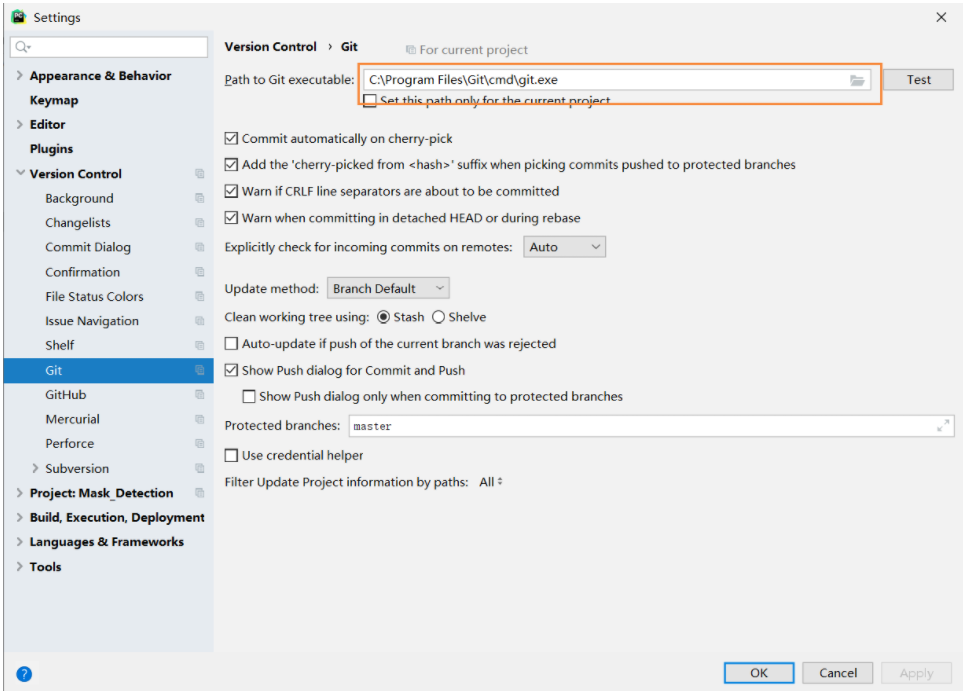 Settings
Appearance & Behavior
Keymap
Editor
Plugins
Version Control
Background
Changelists
Commit Dialog
Confirmation
File Status Colors
Issue Navigation
Shelf
Git
GitHub
Mercurial
Perforce
Subversion
Project: Mask_Detection
Build, Execution, Deployment
Languages & Frameworks
Tools
Version Control › Git For current project
Path to Git executable: C:\Program Files\Git\cmd\git.exe Test
Set this path only for the current project
Commit automatically on cherry-pick
Add the 'cherry-picked from <hash>' suffix when picking commits pushed to protected branches
Warn if CRLF line separators are about to be committed
Warn when committing in detached HEAD or during rebase
Explicitly check for incoming commits on remotes: Auto
Update method: Branch Default
Clean working tree using: Stash Shelve
Auto-update if push of the current branch was rejected
Show Push dialog for Commit and Push
Show Push dialog only when committing to protected branches
Protected branches: master
Use credential helper
Filter Update Project information by paths: All
? OK Cancel Apply